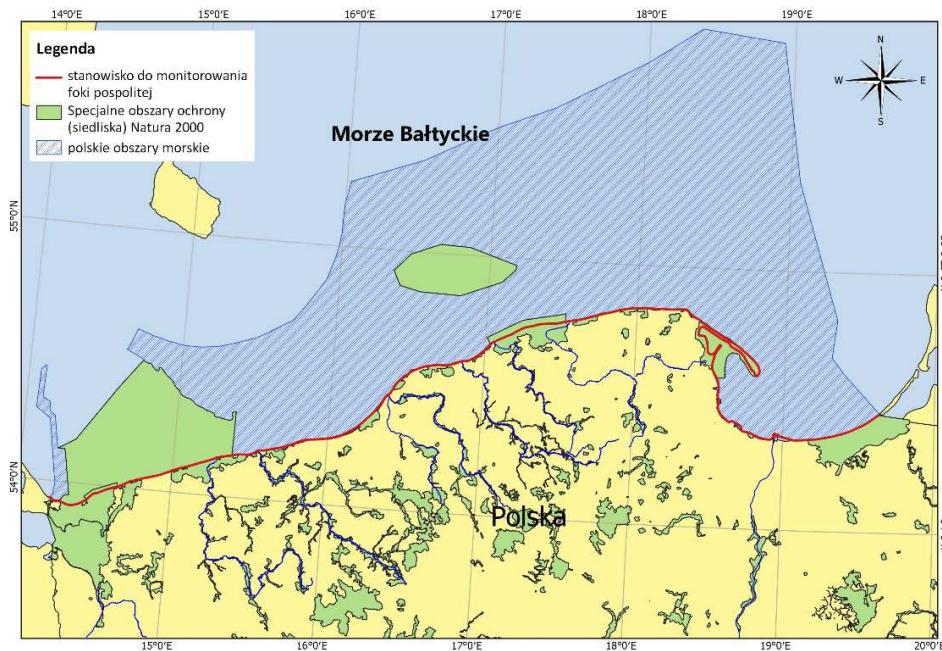 14°0'E 15°0'E 16°0'E 17°0'E 18°0'E 19°0'E
Legenda
stanowisko do monitorowania
foki pospolitej
Specjalne obszary ochrony
(siedliska) Natura 2000
polskie obszary morskie
N
W E
S
Morze Bałtyckie
55°0'N
54°0'N
Polska
15°0'E 16°0'E 17°0'E 18°0'E 19°0'E 20°0'E